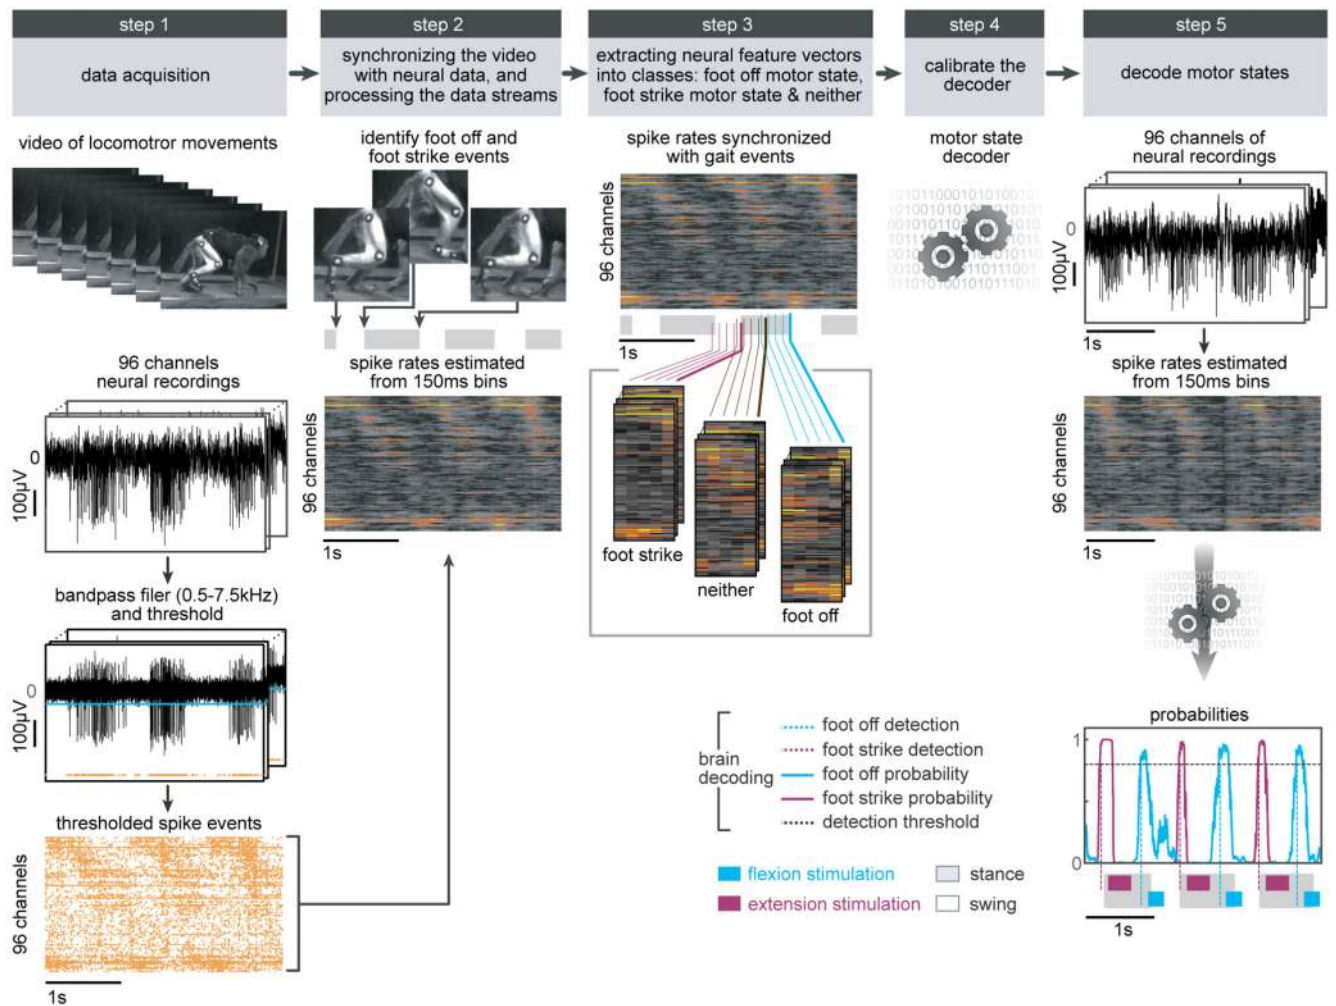 step 1
data acquisition
video of locomotror movements
96 channels
neural recordings
0
100µV
bandpass filer (0.5-7.5kHz)
and threshold
0
100µV
thresholded spike events
96 channels
1s
step 2
synchronizing the video
with neural data, and
processing the data streams
identify foot off and
foot strike events
spike rates estimated
from 150ms bins
96 channels
1s
step 3
extracting neural feature vectors
into classes: foot off motor state,
foot strike motor state & neither
spike rates synchronized
with gait events
96 channels
1s
foot strike
neither
foot off
step 4
calibrate the
decoder
motor state
decoder
step 5
decode motor states
96 channels of
neural recordings
0
100µV
1s
spike rates estimated
from 150ms bins
96 channels
1s
probabilities
1
0
1s
brain
decoding
foot off detection
foot strike detection
foot off probability
foot strike probability
detection threshold
flexion stimulation
extension stimulation
stance
swing